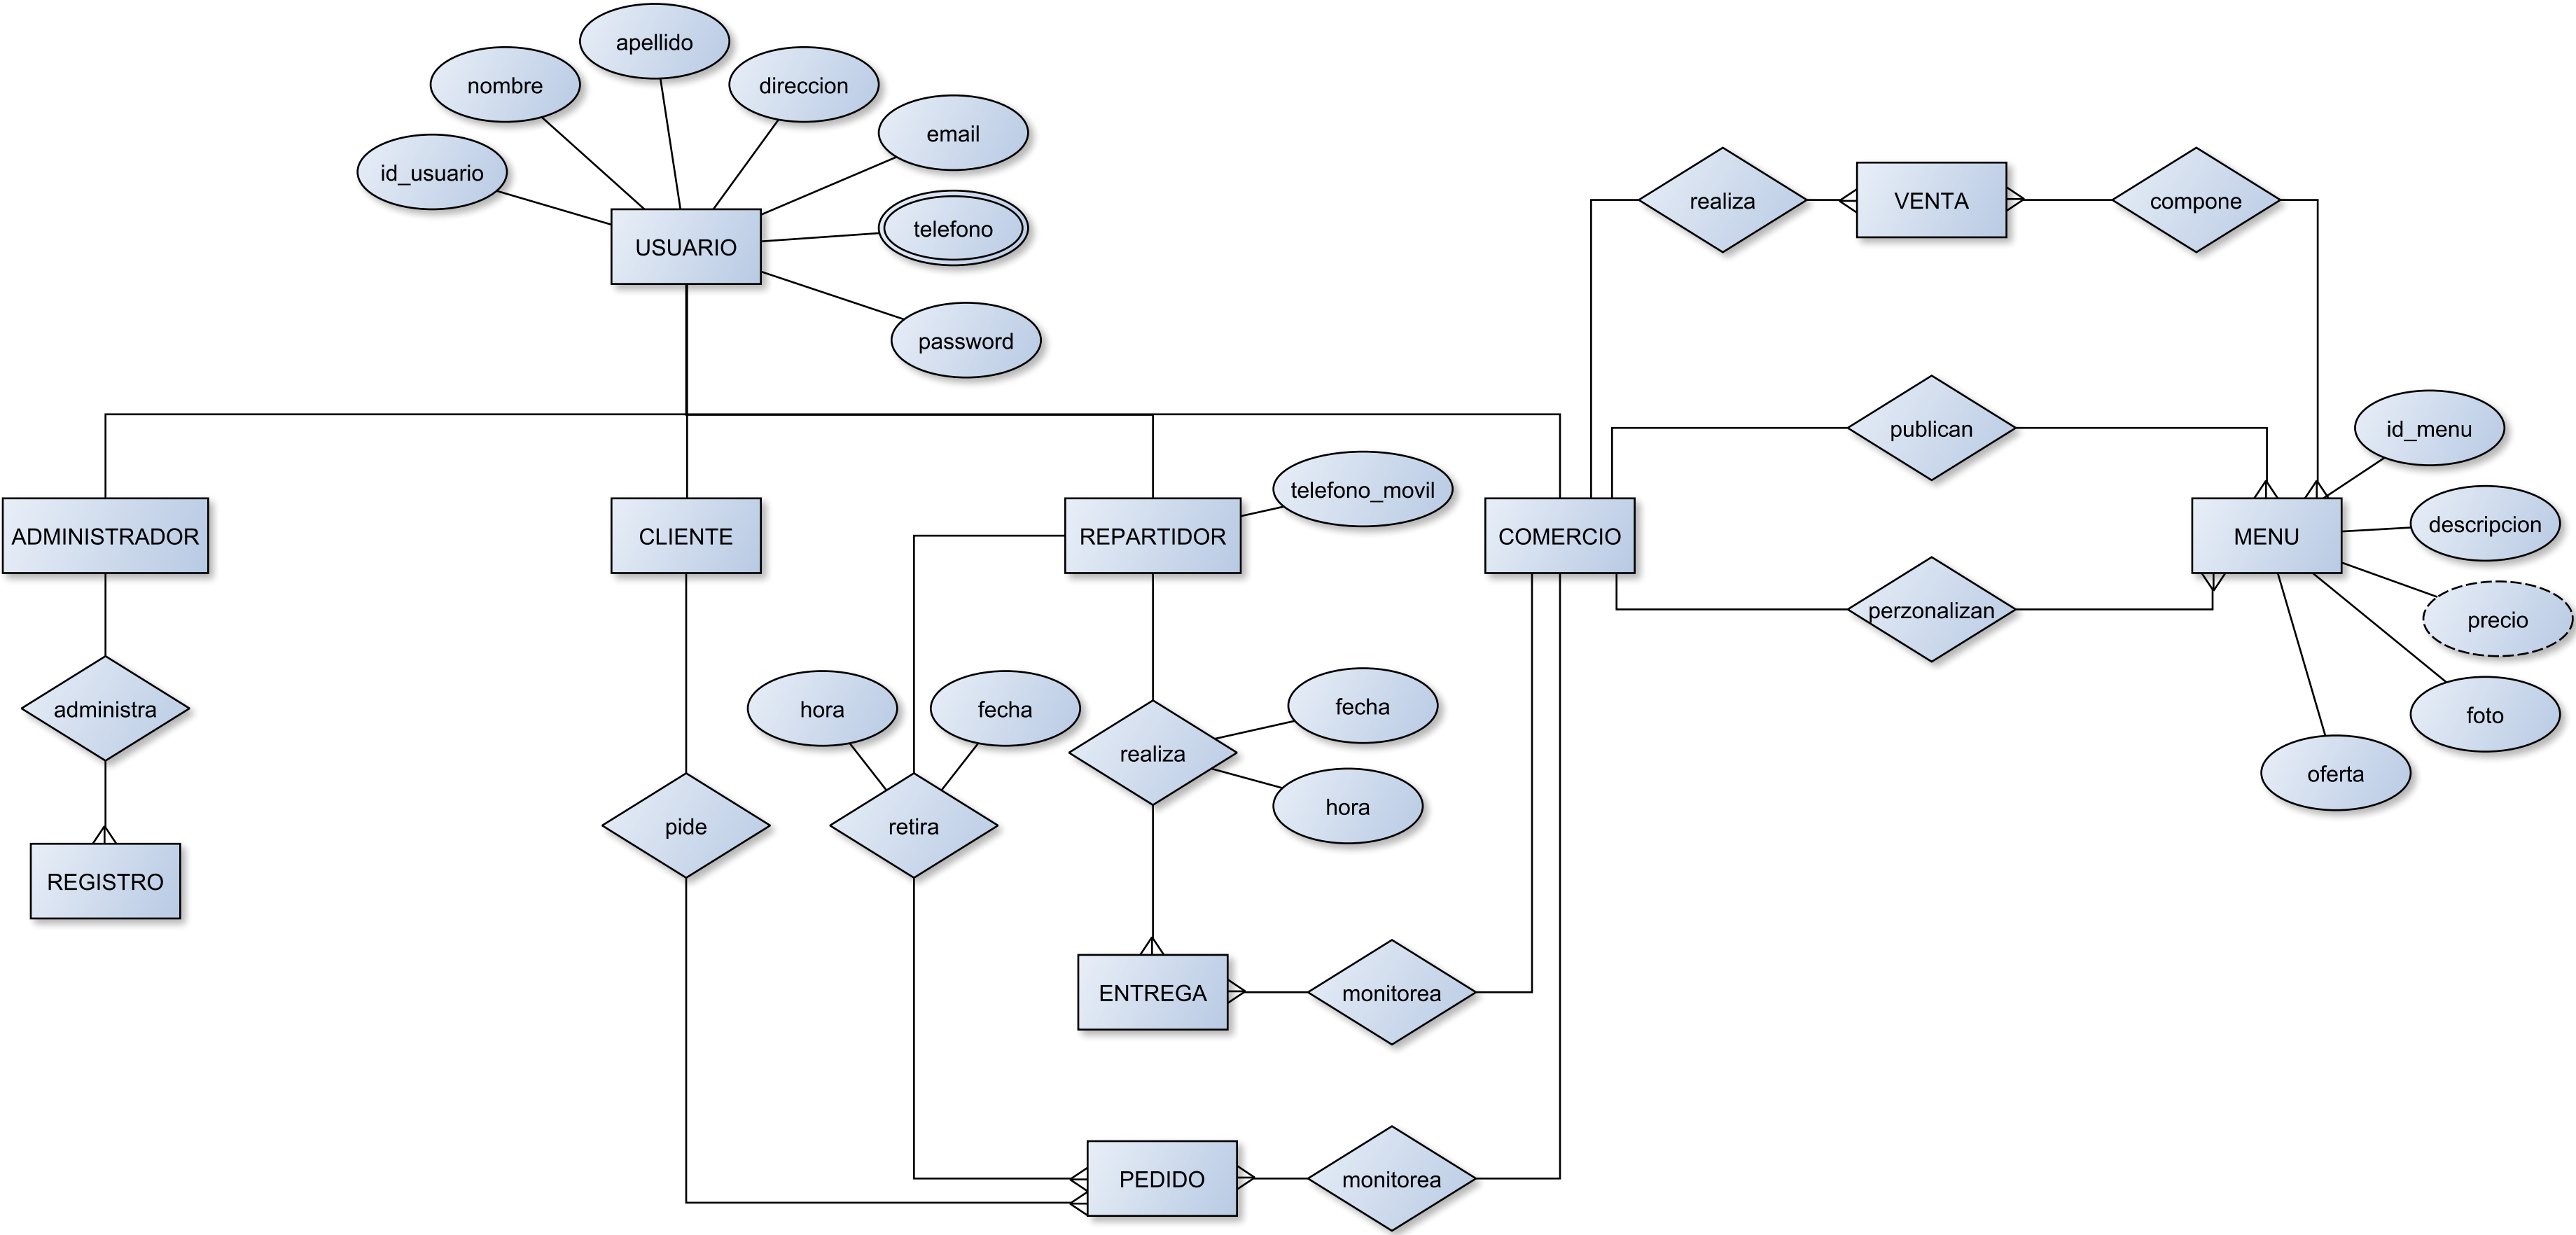 apellido
nombre
direccion
email
id_usuario
telefono
USUARIO
password
realiza
VENTA
compone
publican
id_menu
telefono_movil
descripcion
ADMINISTRADOR
CLIENTE
REPARTIDOR
COMERCIO
MENU
perzonalizan
precio
administra
hora
fecha
fecha
foto
realiza
oferta
hora
pide
retira
REGISTRO
ENTREGA
monitorea
PEDIDO
monitorea